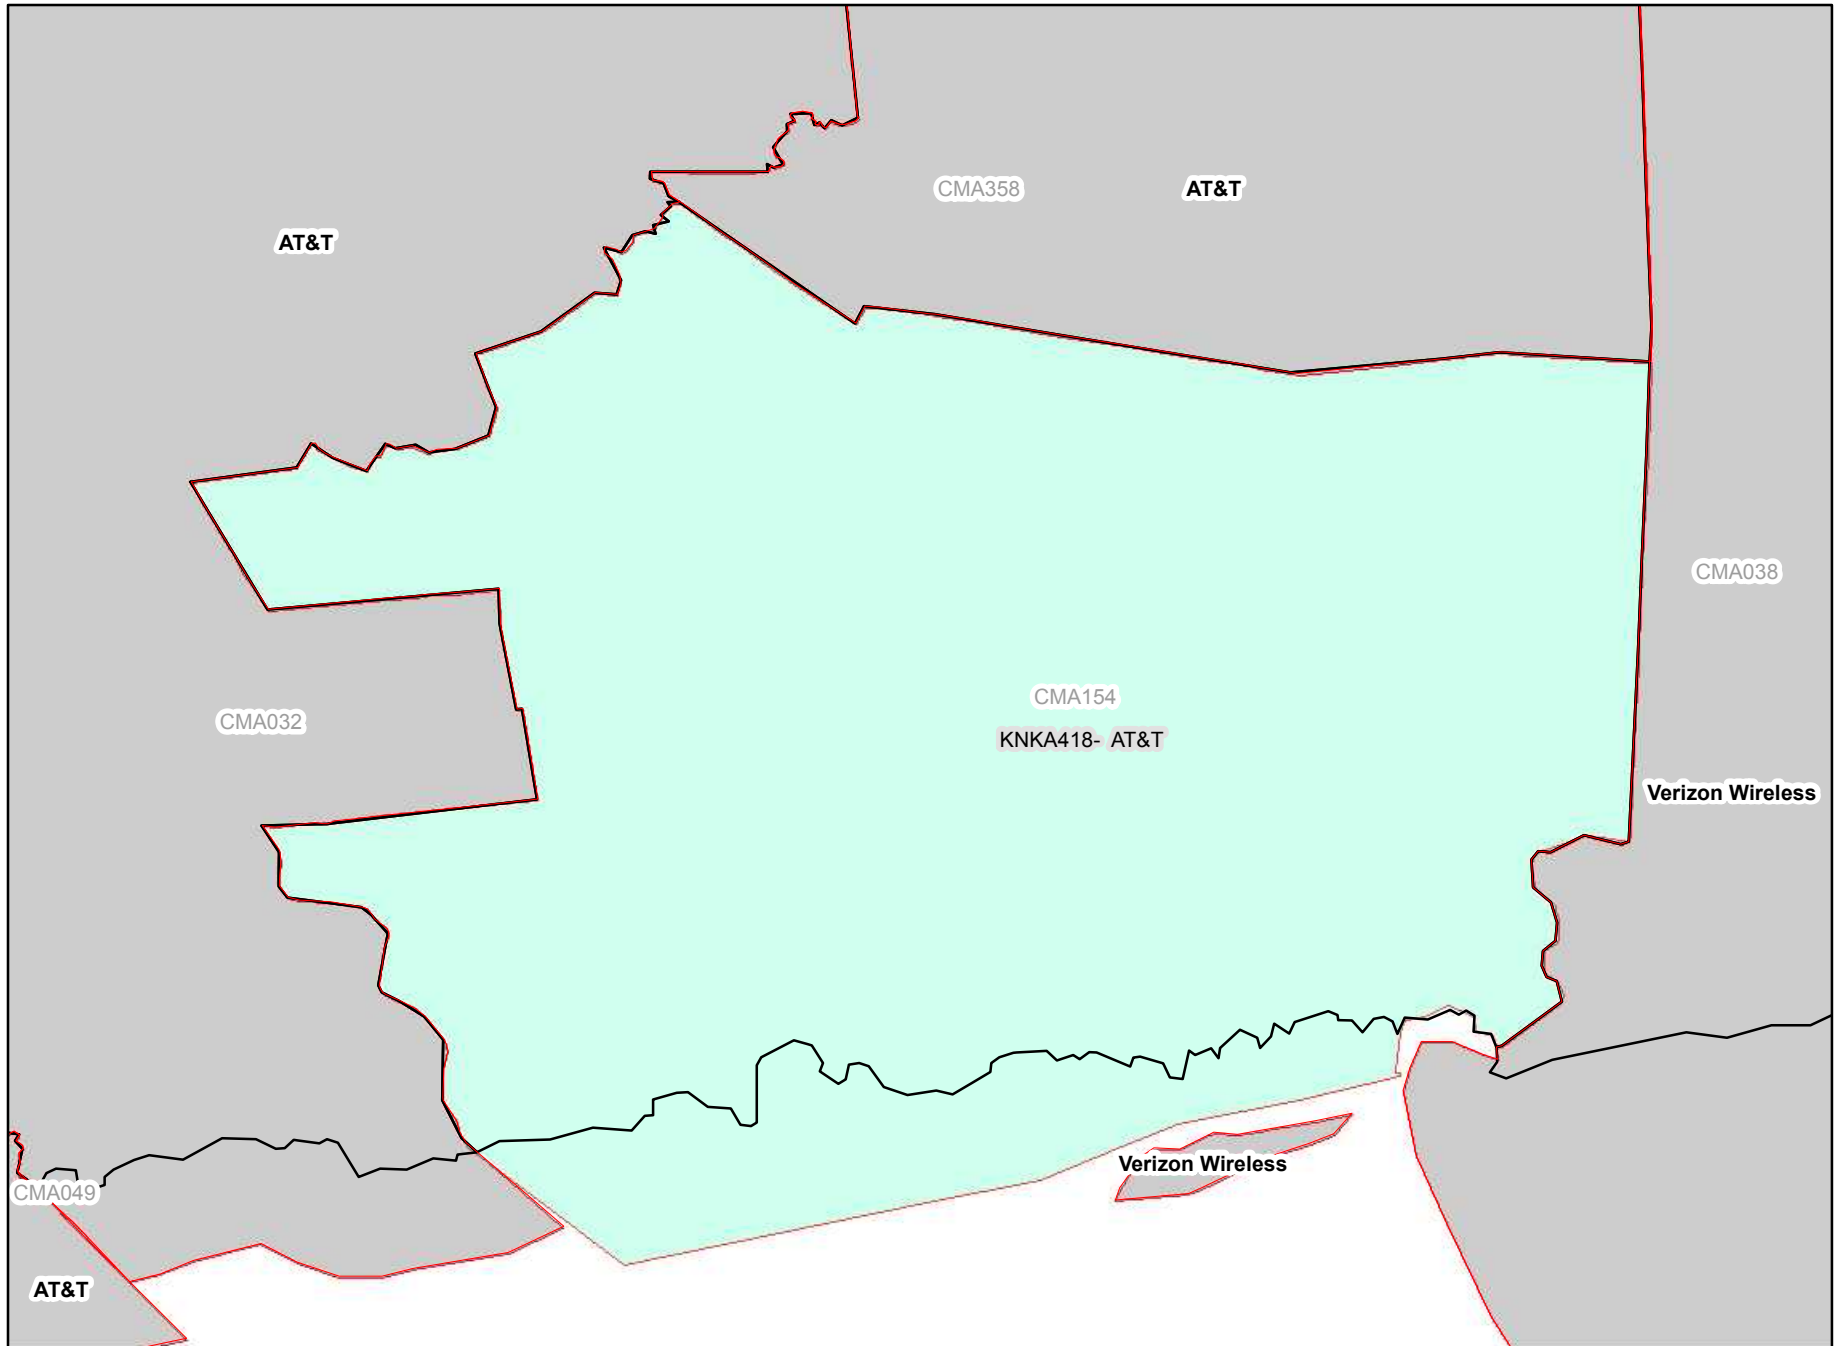 CMA358
AT&T
AT&T
CMA038
CMA154
CMA032
KNKA418- AT&T
Verizon Wireless
Verizon Wireless
CMA049
AT&T